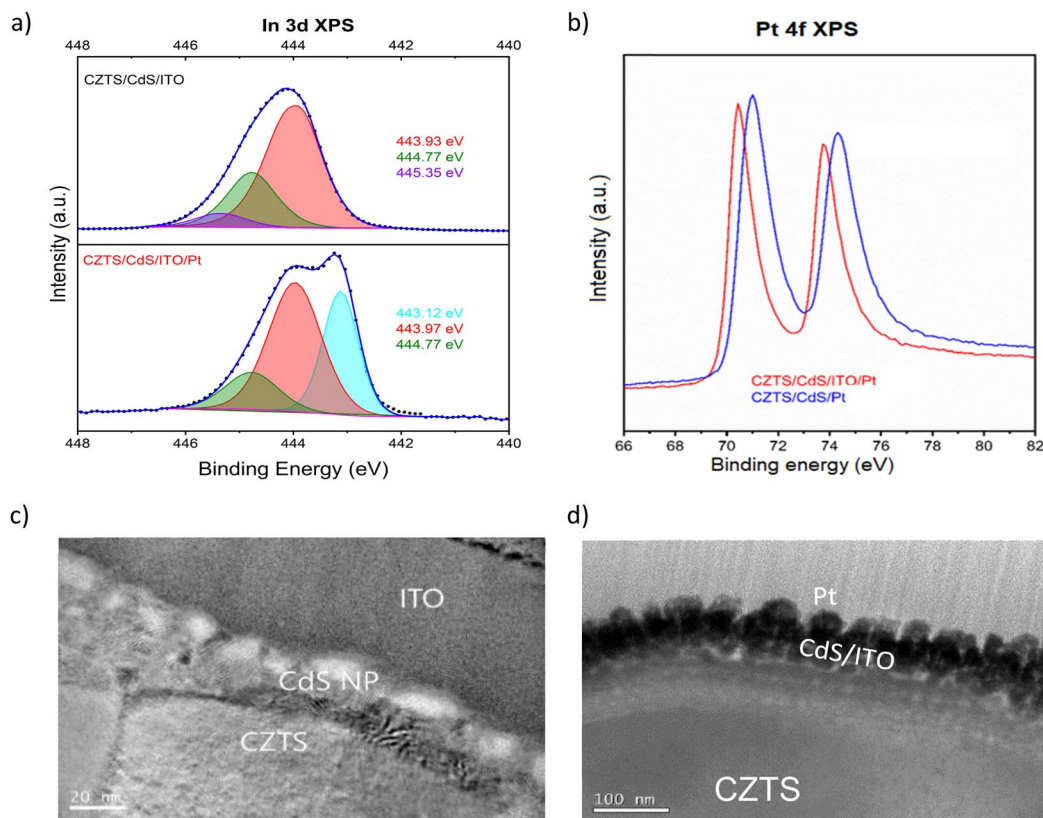 a)
In 3d XPS
448 446 444 442 440
CZTS/CdS/ITO
443.93 eV
444.77 eV
445.35 eV
CZTS/CdS/ITO/Pt
443.12 eV
443.97 eV
444.77 eV
Intensity (a.u.)
448 446 444 442 440
Binding Energy (eV)
b)
Pt 4f XPS
Intensity (a.u.)
CZTS/CdS/ITO/Pt
CZTS/CdS/Pt
66 68 70 72 74 76 78 80 82
Binding energy (eV)
c)
ITO
CdS NP
CZTS
20 nm
d)
Pt
CdS/ITO
CZTS
100 nm